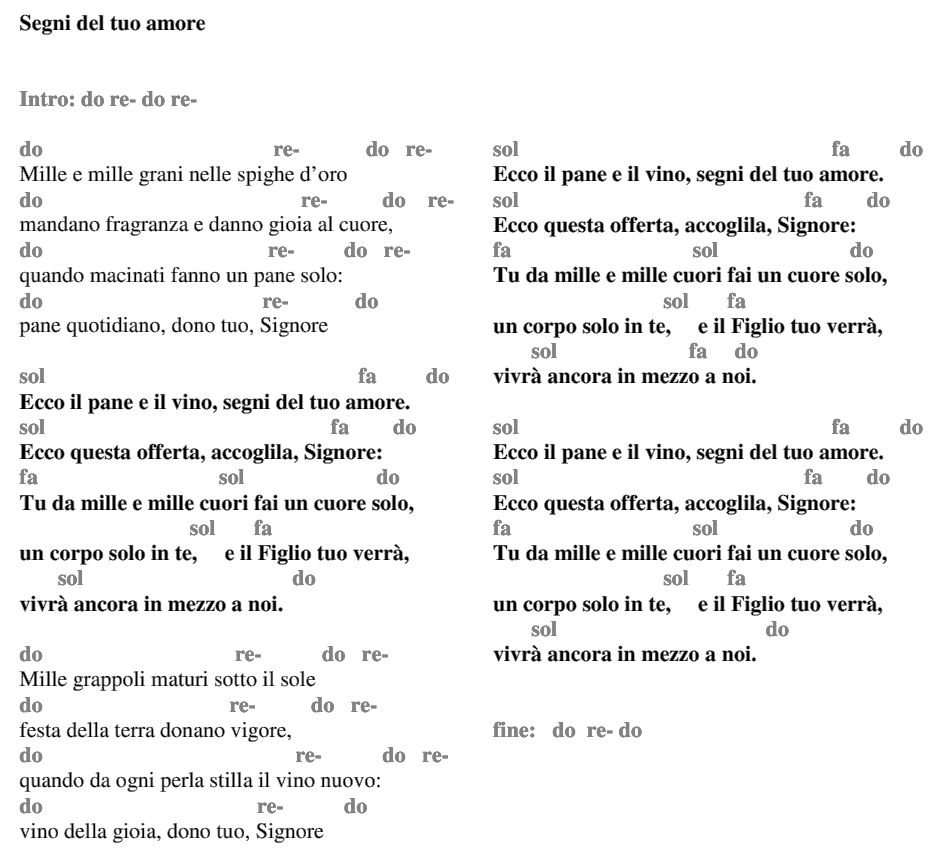 Segni del tuo amore
Intro: do re- do re-
do re- do re-
Mille e mille grani nelle spighe d’oro
do re- do re-
mandano fragranza e danno gioia al cuore,
do re- do re-
quando macinati fanno un pane solo:
do re- do
pane quotidiano, dono tuo, Signore
sol fa do
Ecco il pane e il vino, segni del tuo amore.
sol fa do
Ecco questa offerta, accoglila, Signore:
fa sol do
Tu da mille e mille cuori fai un cuore solo,
sol fa
un corpo solo in te, e il Figlio tuo verrà,
sol do
vivrà ancora in mezzo a noi.
do re- do re-
Mille grappoli maturi sotto il sole
do re- do re-
festa della terra donano vigore,
do re- do re-
quando da ogni perla stilla il vino nuovo:
do re- do
vino della gioia, dono tuo, Signore
sol fa do
Ecco il pane e il vino, segni del tuo amore.
sol fa do
Ecco questa offerta, accoglila, Signore:
fa sol do
Tu da mille e mille cuori fai un cuore solo,
sol fa
un corpo solo in te, e il Figlio tuo verrà,
sol fa do
vivrà ancora in mezzo a noi.
sol fa do
Ecco il pane e il vino, segni del tuo amore.
sol fa do
Ecco questa offerta, accoglila, Signore:
fa sol do
Tu da mille e mille cuori fai un cuore solo,
sol fa
un corpo solo in te, e il Figlio tuo verrà,
sol do
vivrà ancora in mezzo a noi.
fine: do re- do